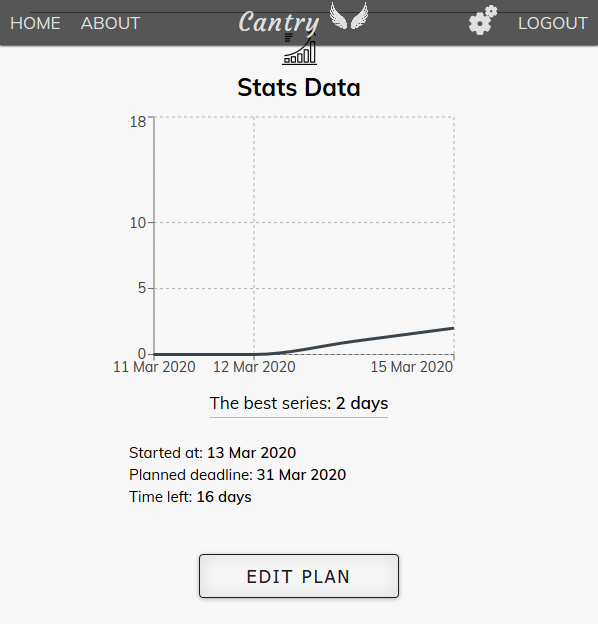 HOME ABOUT Cantry LOGOUT
Stats Data
18
10
5
0
11 Mar 2020 12 Mar 2020 15 Mar 2020
The best series: 2 days
Started at: 13 Mar 2020
Planned deadline: 31 Mar 2020
Time left: 16 days
EDIT PLAN